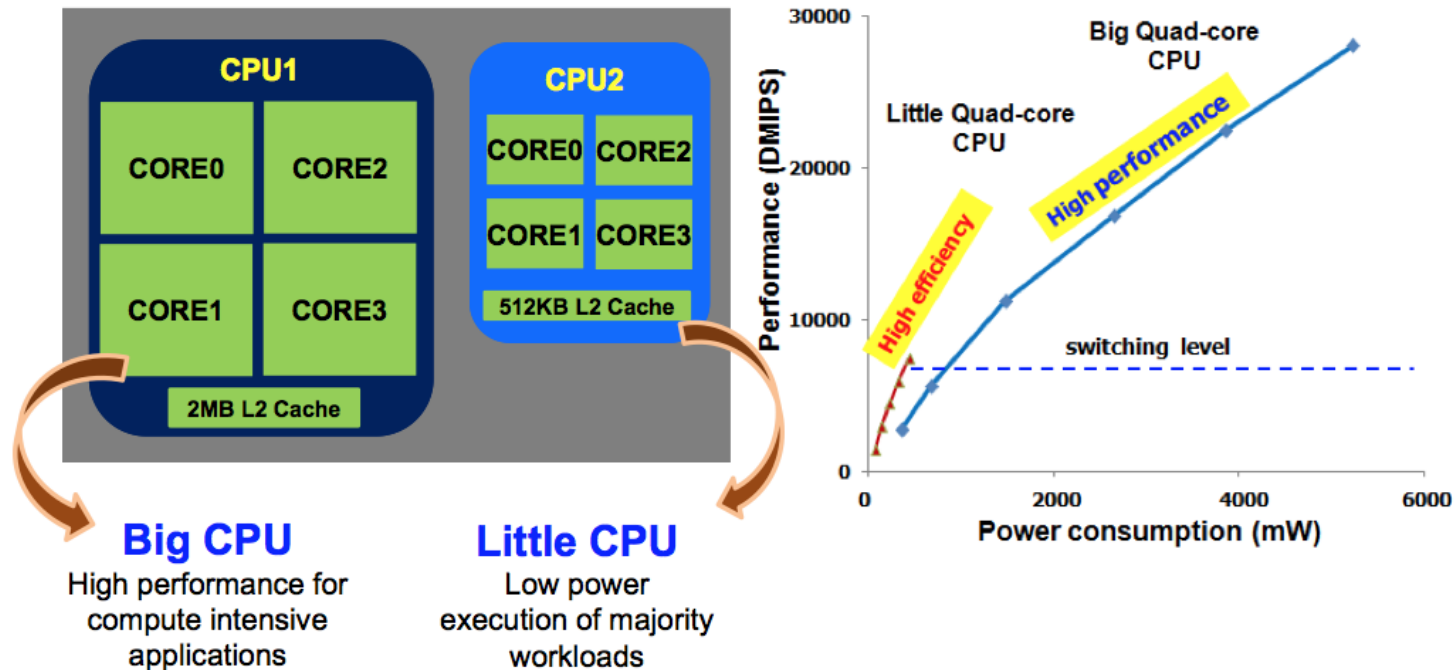 CPU1
CORE0
CORE2
CORE1
CORE3
2MB L2 Cache
CPU2
CORE0
CORE2
CORE1
CORE3
512KB L2 Cache
Big CPU
High performance for
compute intensive
applications
Little CPU
Low power
execution of majority
workloads
Performance (DMIPS)
30000
20000
10000
0
Big Quad-core
CPU
Little Quad-core
CPU
High efficiency
High performance
switching level
0
2000
4000
6000
Power consumption (mW)